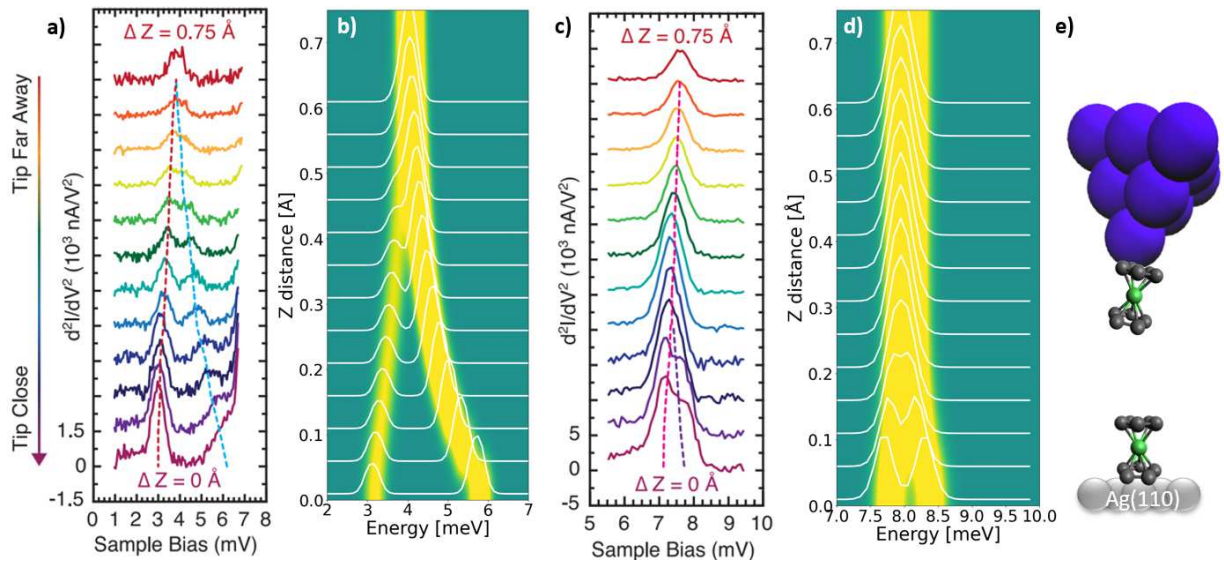 a)
Δ Z = 0.75 Å
Tip Far Away
Tip Close
d²I/dV² (10³ nA/V²)
1.5
0
-1.5
Δ Z = 0 Å
0 1 2 3 4 5 6 7 8
Sample Bias (mV)
b)
Z distance [A]
0.7
0.6
0.5
0.4
0.3
0.2
0.1
0.0
2 3 4 5 6 7
Energy [meV]
c)
Δ Z = 0.75 Å
d²I/dV² (10³ nA/V²)
5
0
-5
Δ Z = 0 Å
6 7 8 9 10
Sample Bias (mV)
d)
Z distance [Å]
0.7
0.6
0.5
0.4
0.3
0.2
0.1
0.0
7.0 7.5 8.0 8.5 9.0 9.5 10.0
Energy [meV]
e)
Ag(110)